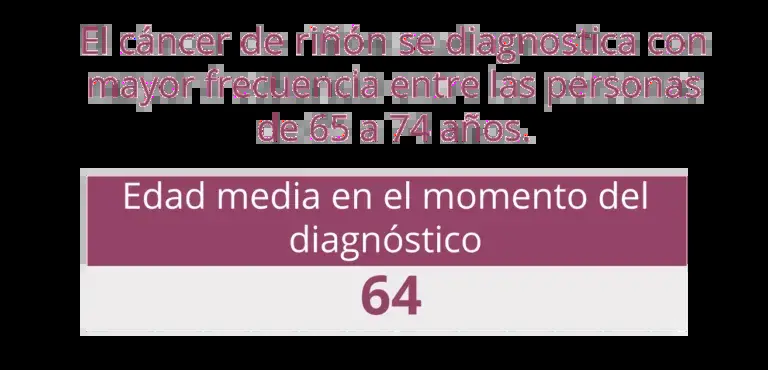 El cáncer de riñón se diagnostica con
mayor frecuencia entre las personas
de 65 a 74 años.
Edad media en el momento del
diagnóstico
64